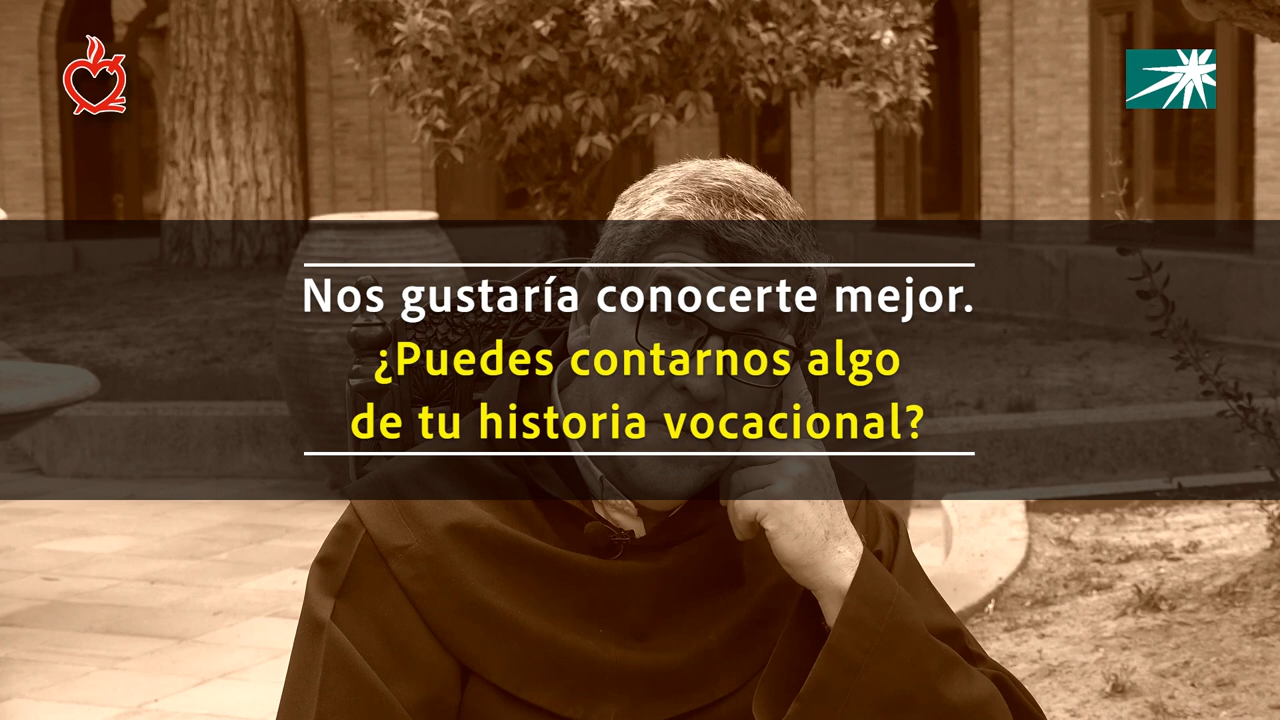 Nos gustaría conocerte mejor.
¿Puedes contarnos algo
de tu historia vocacional?